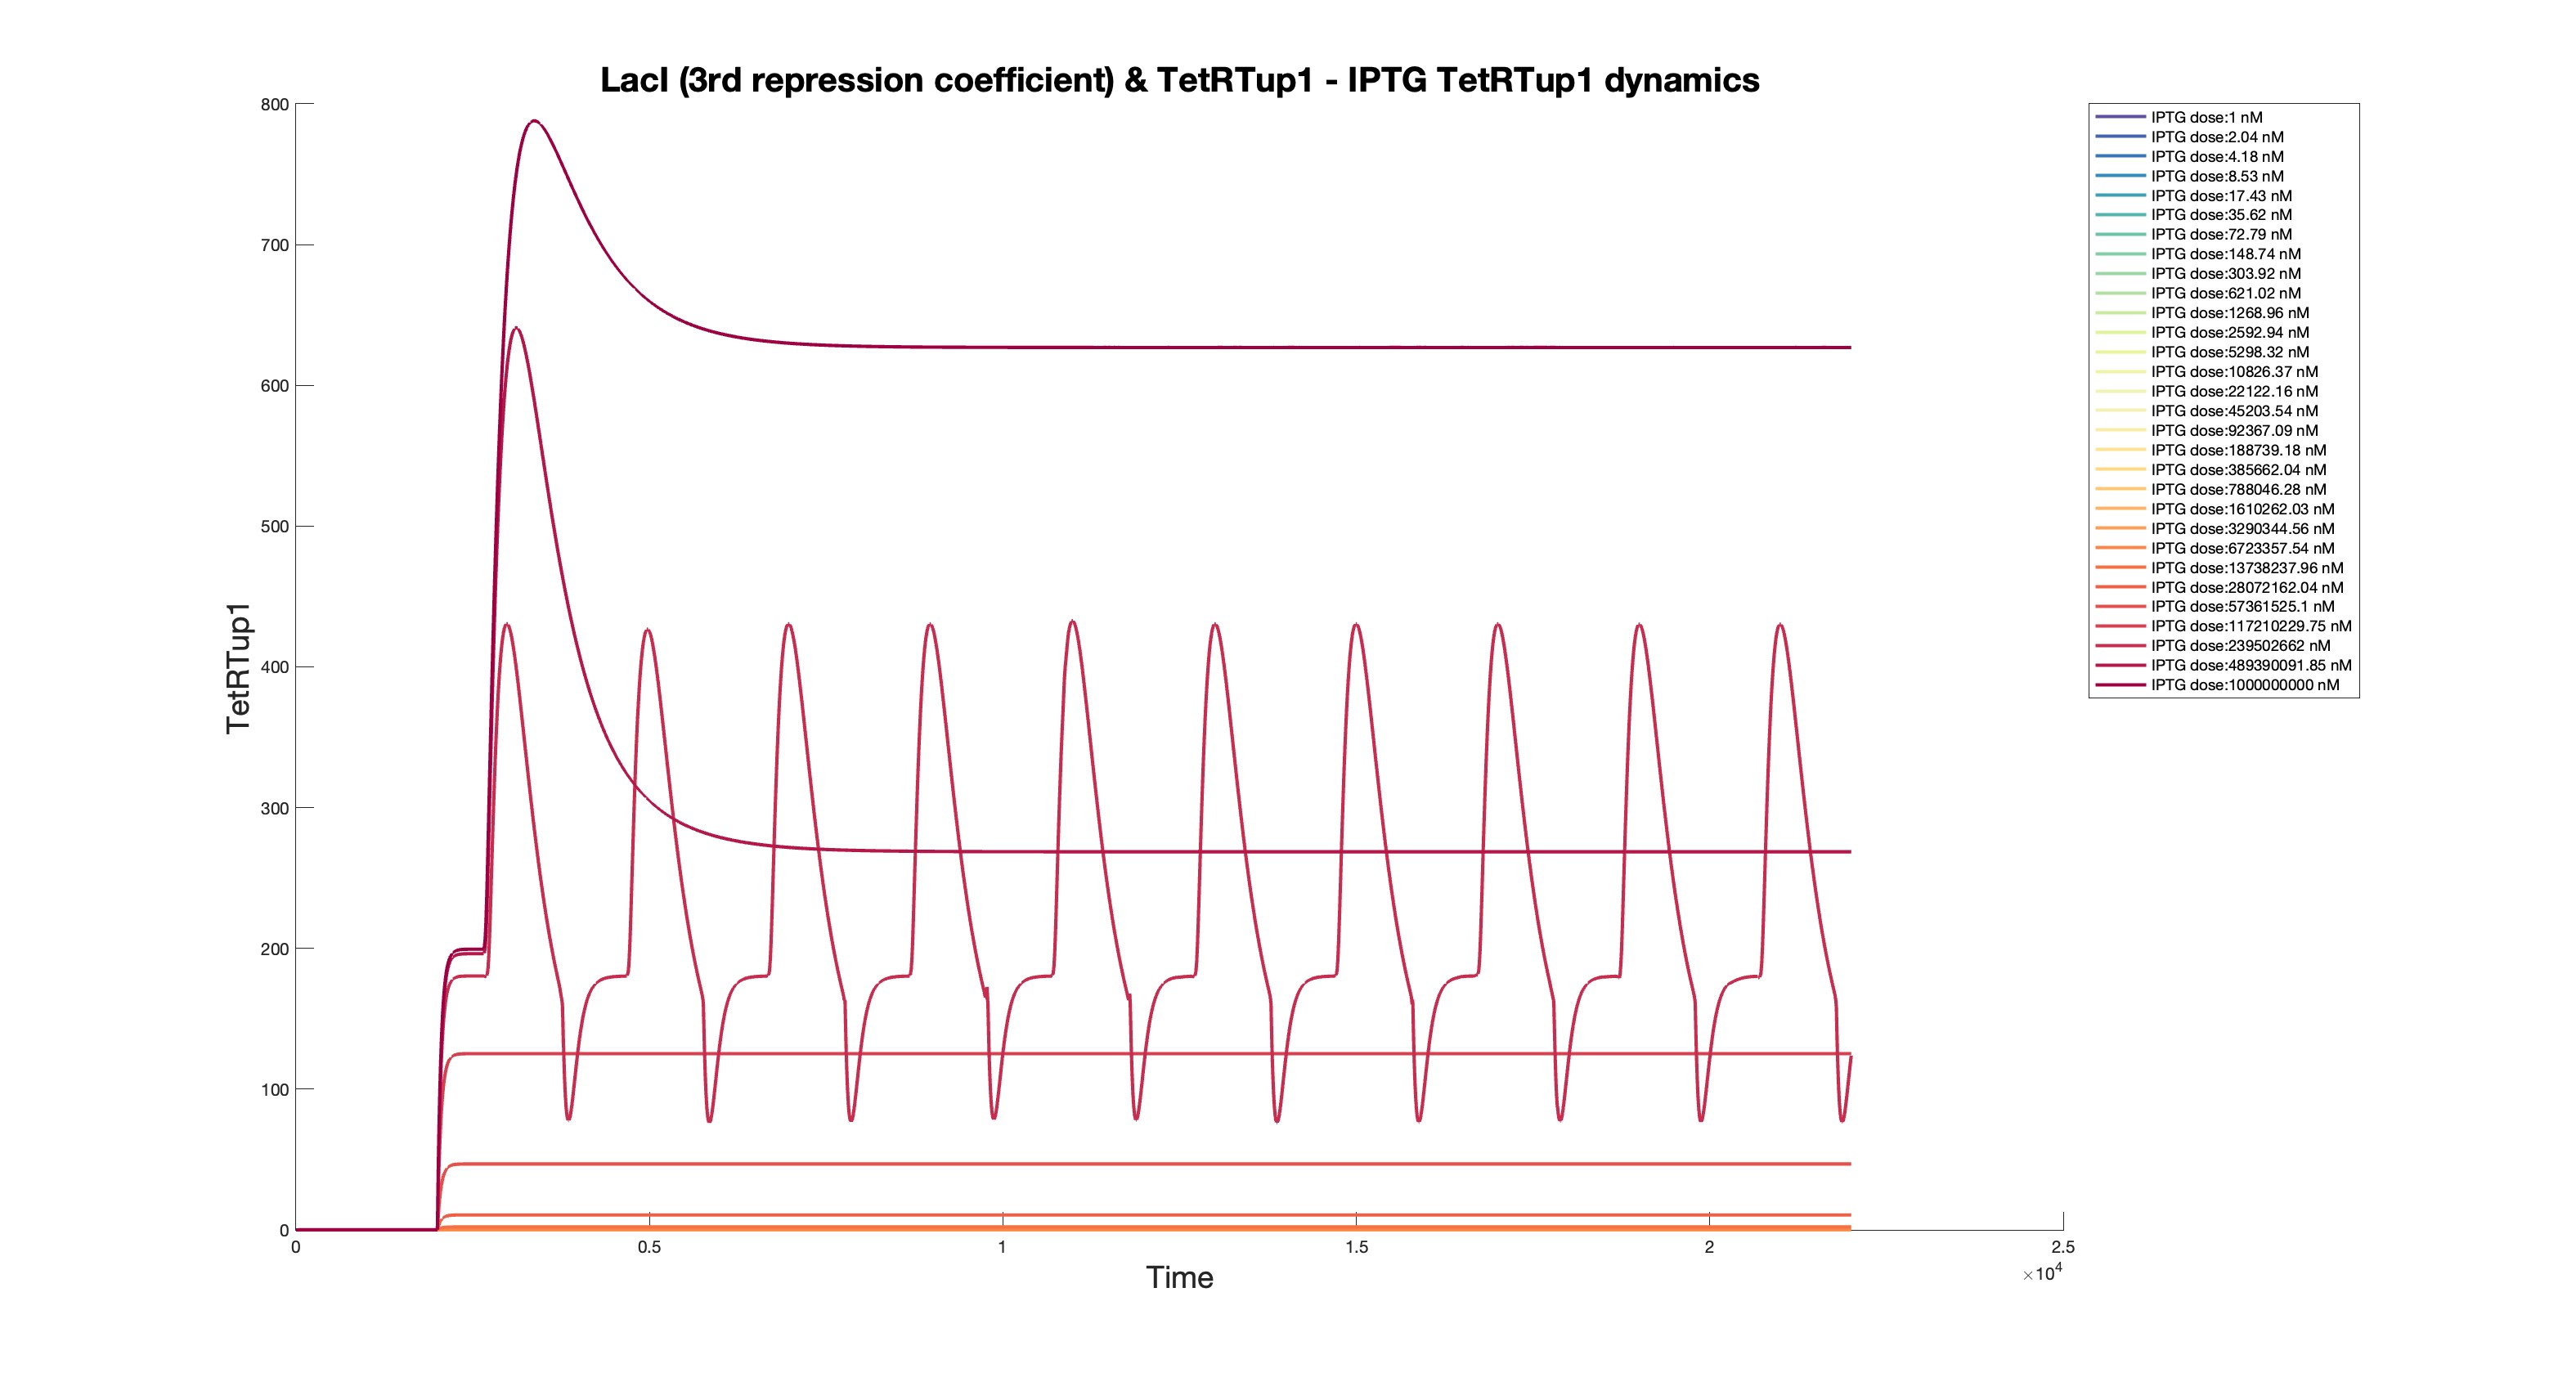 LacI (3rd repression coefficient) & TetRTup1 - IPTG TetRTup1 dynamics
800
700
600
500
400
300
200
100
0
TetRTup1
0
0.5
1
1.5
2
2.5
×10^4
Time
IPTG dose:1 nM
IPTG dose:2.04 nM
IPTG dose:4.18 nM
IPTG dose:8.53 nM
IPTG dose:17.43 nM
IPTG dose:35.62 nM
IPTG dose:72.79 nM
IPTG dose:148.74 nM
IPTG dose:303.92 nM
IPTG dose:621.02 nM
IPTG dose:1268.96 nM
IPTG dose:2592.94 nM
IPTG dose:5298.32 nM
IPTG dose:10826.37 nM
IPTG dose:22122.16 nM
IPTG dose:45203.54 nM
IPTG dose:92367.09 nM
IPTG dose:188739.18 nM
IPTG dose:385662.04 nM
IPTG dose:788046.28 nM
IPTG dose:1610262.03 nM
IPTG dose:3290344.56 nM
IPTG dose:6723357.54 nM
IPTG dose:13738237.96 nM
IPTG dose:28072162.04 nM
IPTG dose:57361525.1 nM
IPTG dose:117210229.75 nM
IPTG dose:239502662 nM
IPTG dose:489390091.85 nM
IPTG dose:1000000000 nM